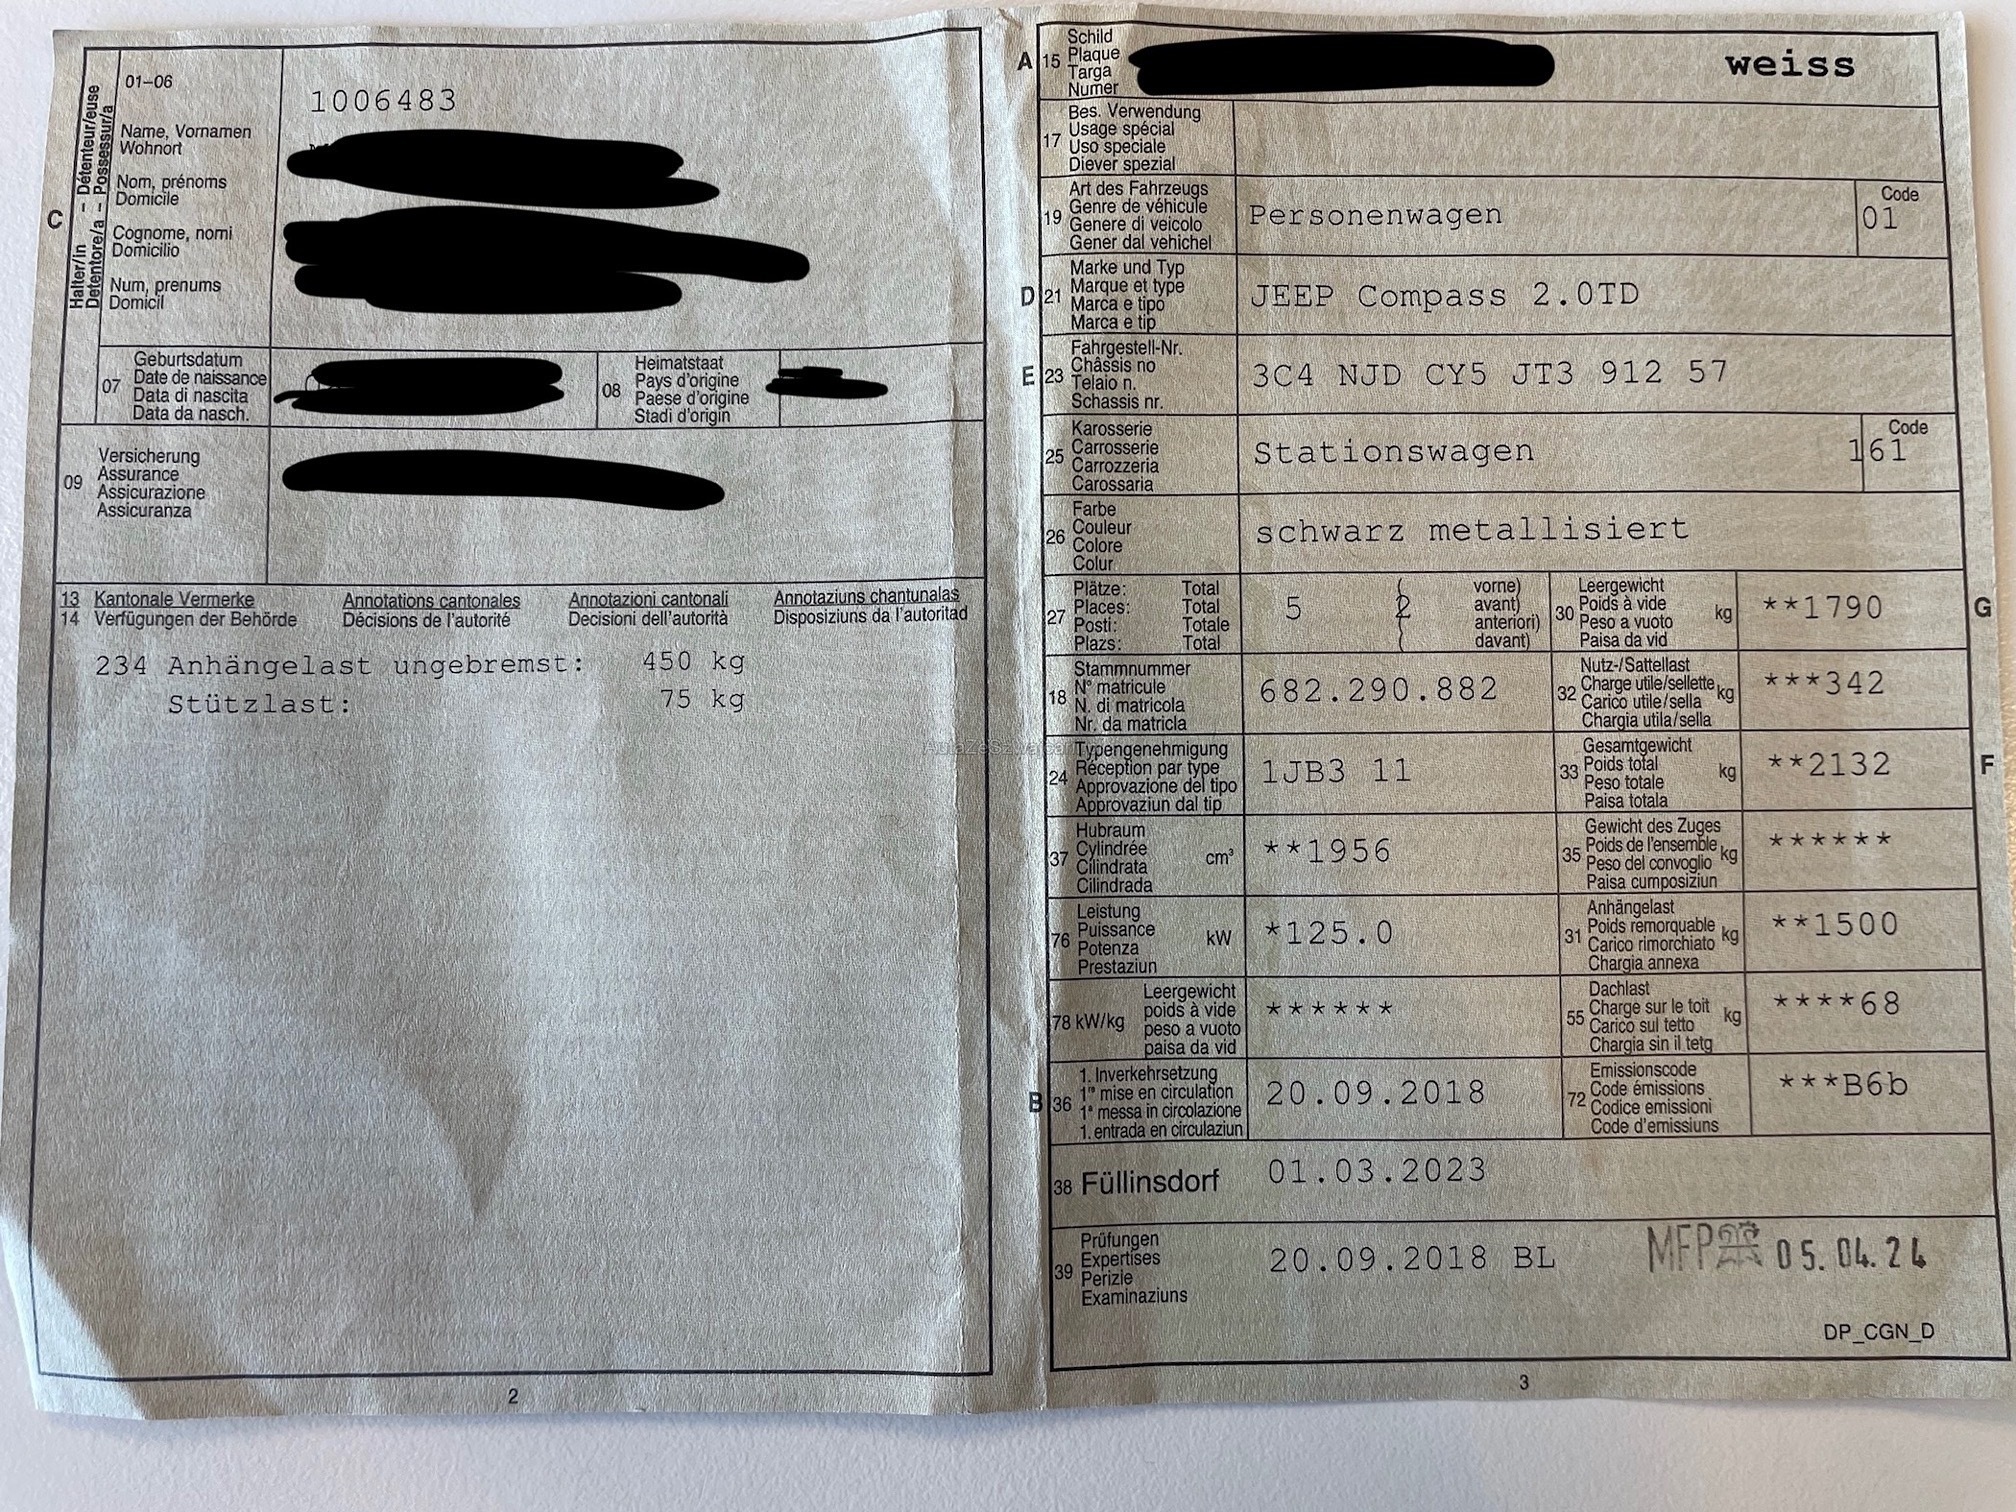 01–06
1006483
Halter/in – Détenteur/euse
Detentore/a – Possessur/a
C
Name, Vornamen
Wohnort
Nom, prénoms
Domicile
Cognome, nomi
Domicilio
Num, prenums
Domicil
07
Geburtsdatum
Date de naissance
Data di nascita
Data da nasch.
08
Heimatstaat
Pays d'origine
Paese d'origine
Stadi d'origin
09
Versicherung
Assurance
Assicurazione
Assicuranza
13 Kantonale Vermerke Annotations cantonales Annotazioni cantonali Annotaziuns chantunalas
14 Verfügungen der Behörde Décisions de l'autorité Decisioni dell'autorità Disposiziuns da l'autoritad
234 Anhängelast ungebremst: 450 kg
Stützlast: 75 kg
2
A
15
Schild
Plaque
Targa
Numer
weiss
17
Bes. Verwendung
Usage spécial
Uso speciale
Diever spezial
19
Art des Fahrzeugs
Genre de véhicule
Genere di veicolo
Gener dal vehichel
Personenwagen
Code
01
D
21
Marke und Typ
Marque et type
Marca e tipo
Marca e tip
JEEP Compass 2.0TD
E
23
Fahrgestell-Nr.
Châssis no
Telaio n.
Schassis nr.
3C4 NJD CY5 JT3 912 57
25
Karosserie
Carrosserie
Carrozzeria
Carossaria
Stationswagen
Code
161
26
Farbe
Couleur
Colore
Colur
schwarz metallisiert
27
Plätze: Total
Places: Total
Posti: Totale
Plazs: Total
5
( 2
vorne)
avant)
anteriori)
davant)
30
Leergewicht
Poids à vide
Peso a vuoto
Paisa da vid
kg
**1790
G
18
Stammnummer
N° matricule
N. di matricola
Nr. da matricla
682.290.882
32
Nutz-/Sattellast
Charge utile/sellette
Carico utile/sella
Chargia utila/sella
kg
***342
24
Typengenehmigung
Réception par type
Approvazione del tipo
Approvaziun dal tip
1JB3 11
33
Gesamtgewicht
Poids total
Peso totale
Paisa totala
kg
**2132
F
37
Hubraum
Cylindrée
Cilindrata
Cilindrada
cm³
**1956
35
Gewicht des Zuges
Poids de l'ensemble
Peso del convoglio
Paisa cumposiziun
kg
******
76
Leistung
Puissance
Potenza
Prestaziun
kW
*125.0
31
Anhängelast
Poids remorquable
Carico rimorchiato
Chargia annexa
kg
**1500
78 kW/kg
Leergewicht
poids à vide
peso a vuoto
paisa da vid
******
55
Dachlast
Charge sur le toit
Carico sul tetto
Chargia sin il tetg
kg
****68
B
36
1. Inverkehrsetzung
1re mise en circulation
1a messa in circolazione
1. entrada en circulaziun
20.09.2018
72
Emissionscode
Code émissions
Codice emissioni
Code d'emissiuns
***B6b
38 Füllinsdorf 01.03.2023
39
Prüfungen
Expertises
Perizie
Examinaziuns
20.09.2018 BL
MFP 05.04.24
DP_CGN_D
3